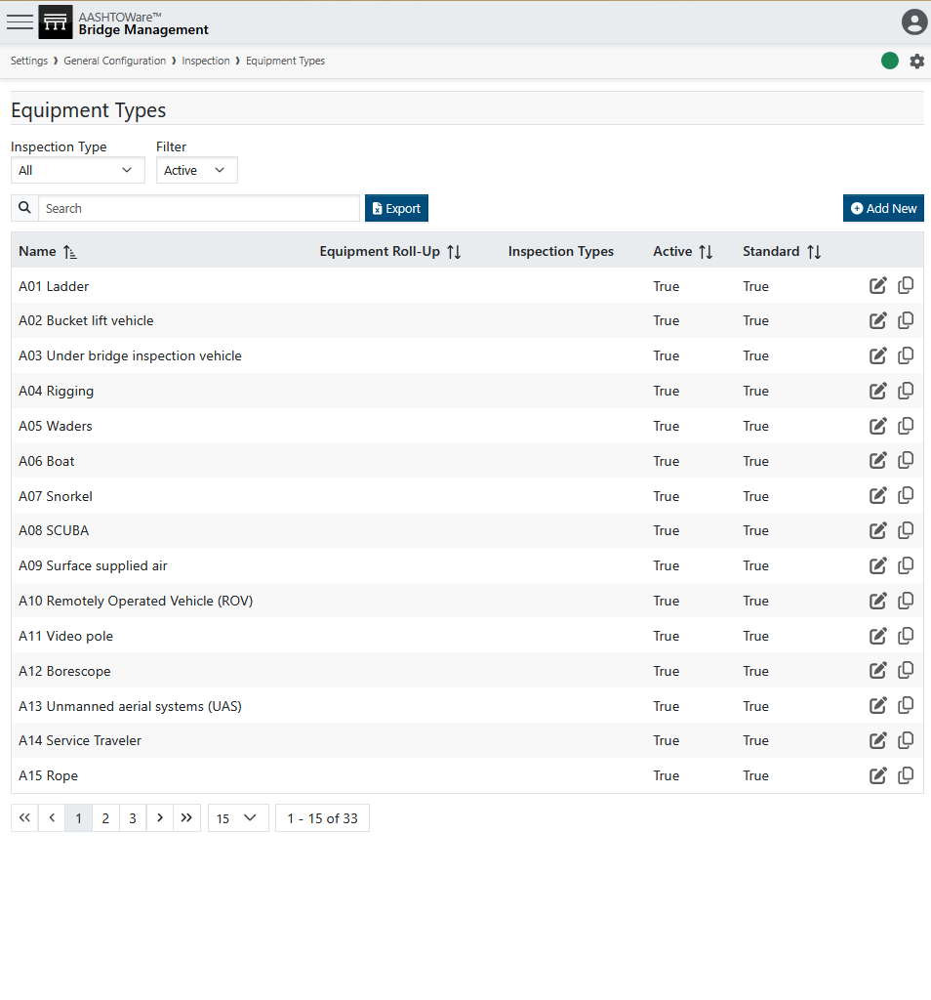 AASHTOWare™
Bridge Management
Settings ❯ General Configuration ❯ Inspection ❯ Equipment Types
Equipment Types
Inspection Type Filter
All Active
Search Export Add New
Name Equipment Roll-Up Inspection Types Active Standard
A01 Ladder True True
A02 Bucket lift vehicle True True
A03 Under bridge inspection vehicle True True
A04 Rigging True True
A05 Waders True True
A06 Boat True True
A07 Snorkel True True
A08 SCUBA True True
A09 Surface supplied air True True
A10 Remotely Operated Vehicle (ROV) True True
A11 Video pole True True
A12 Borescope True True
A13 Unmanned aerial systems (UAS) True True
A14 Service Traveler True True
A15 Rope True True
1 2 3 15 1 - 15 of 33